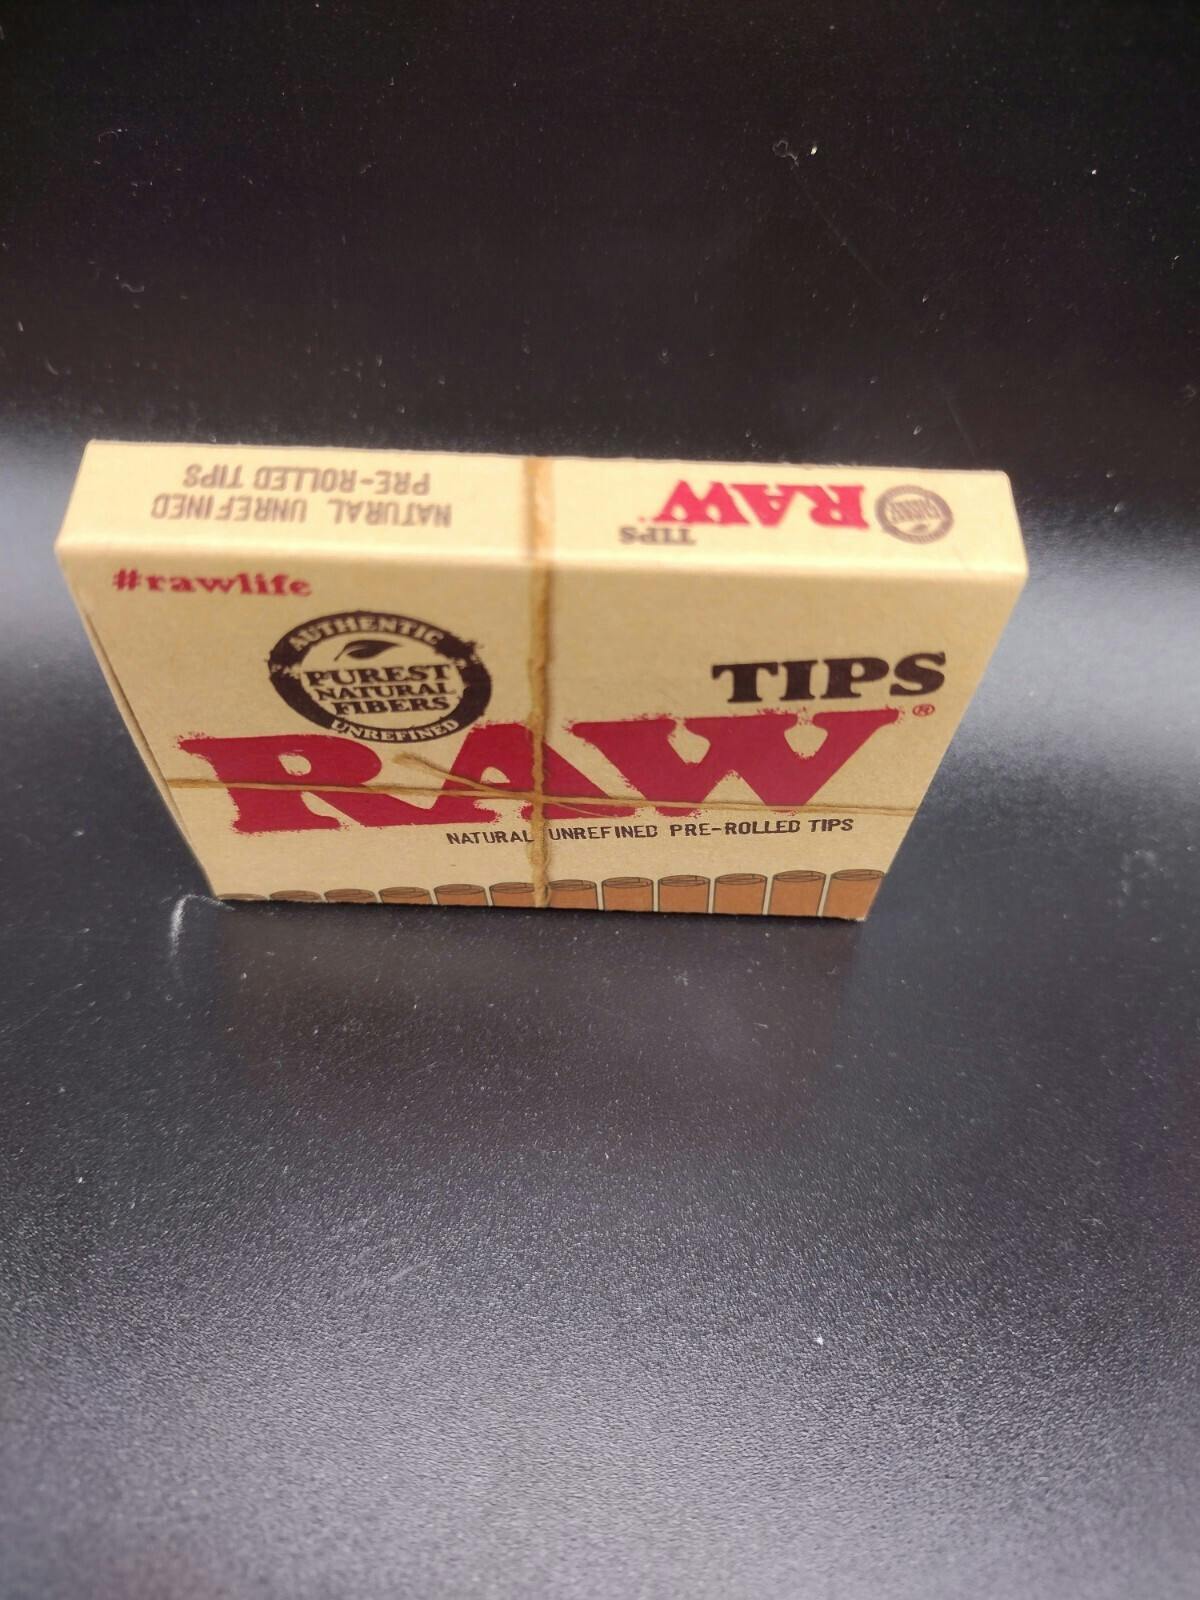 NATURAL UNREFINED
PRE-ROLLED TIPS
RAW
TIPS
#rawlife
AUTHENTIC
PUREST
NATURAL
FIBERS
UNREFINED
TIPS
RAW®
NATURAL UNREFINED PRE-ROLLED TIPS